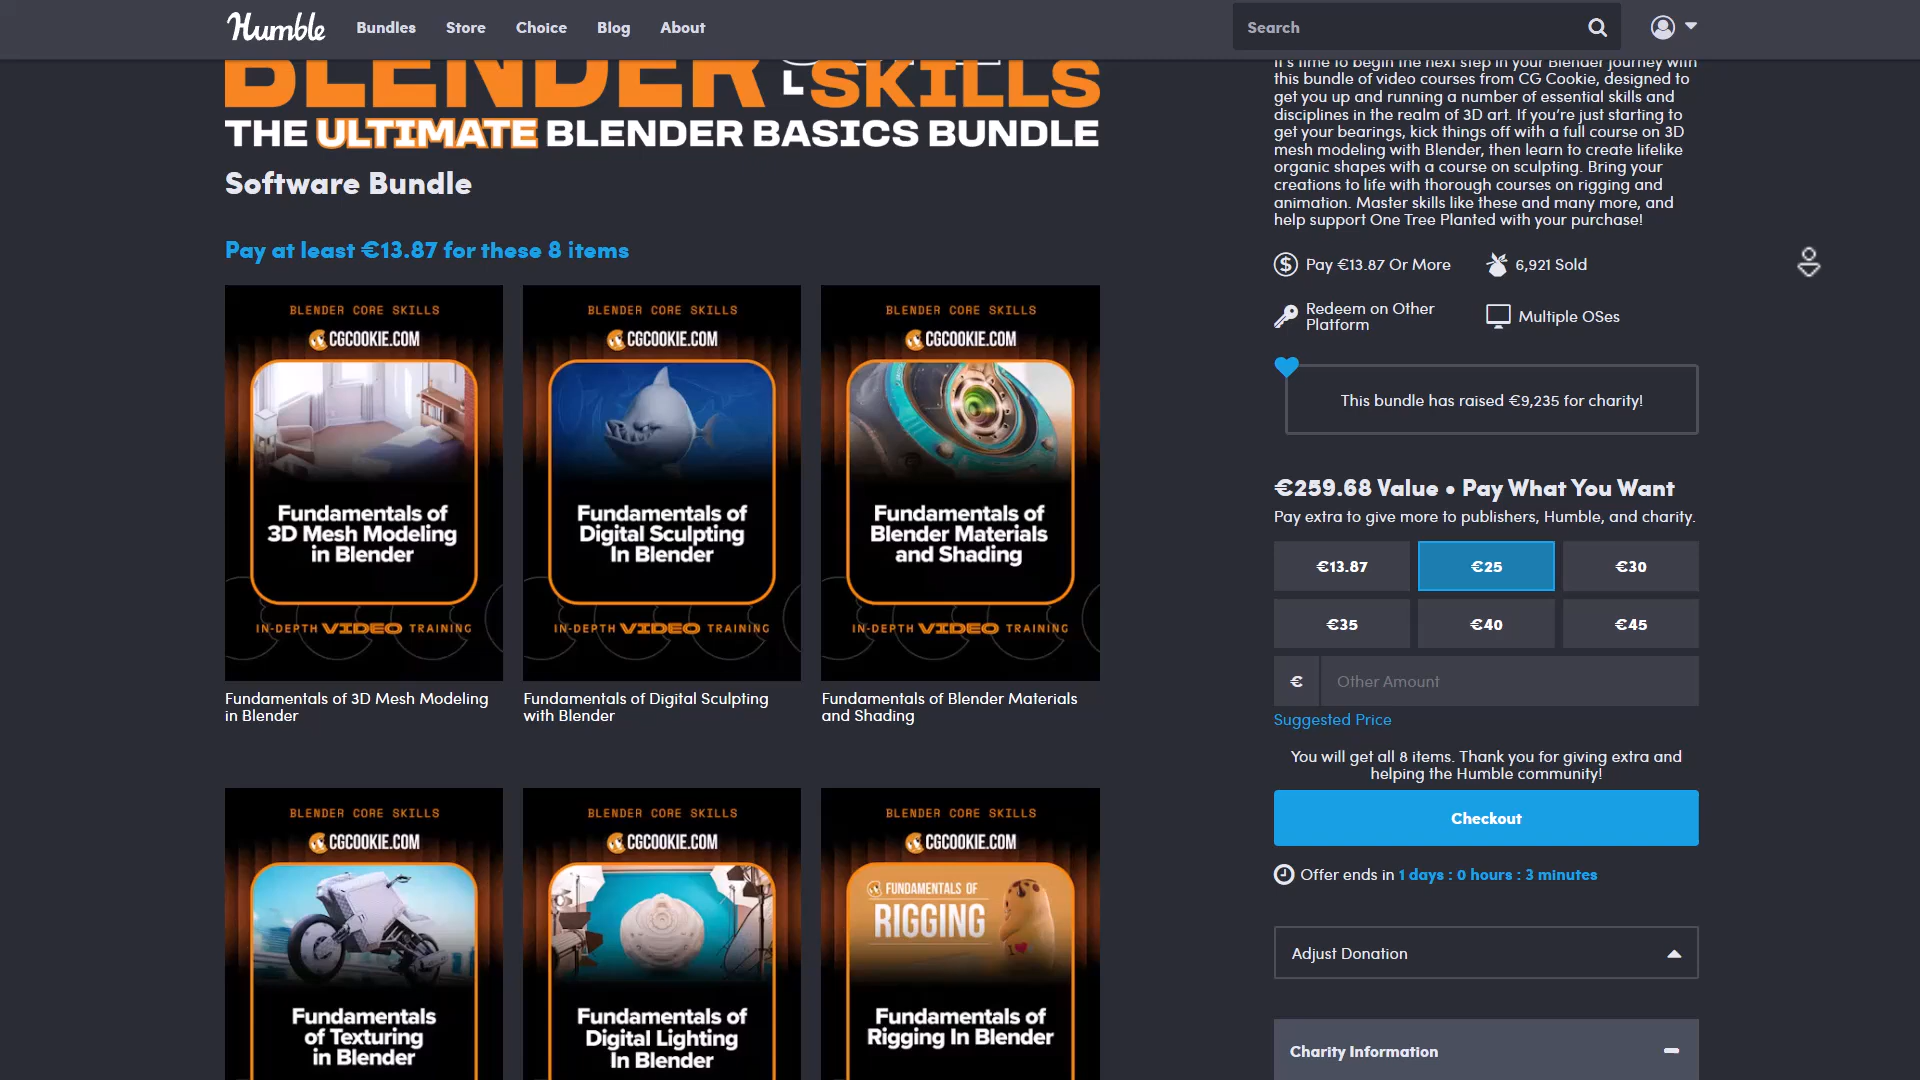 Humble
Bundles
Store
Choice
Blog
About
Search
BLENDER
SKILLS
THE ULTIMATE BLENDER BASICS BUNDLE
Software Bundle
Pay at least €13.87 for these 8 items
BLENDER CORE SKILLS
CGCOOKIE.COM
Fundamentals of
3D Mesh Modeling
in Blender
IN-DEPTH VIDEO TRAINING
Fundamentals of 3D Mesh Modeling
in Blender
BLENDER CORE SKILLS
CGCOOKIE.COM
Fundamentals of
Digital Sculpting
In Blender
IN-DEPTH VIDEO TRAINING
Fundamentals of Digital Sculpting
with Blender
BLENDER CORE SKILLS
CGCOOKIE.COM
Fundamentals of
Blender Materials
and Shading
IN-DEPTH VIDEO TRAINING
Fundamentals of Blender Materials
and Shading
BLENDER CORE SKILLS
CGCOOKIE.COM
Fundamentals
of Texturing
in Blender
BLENDER CORE SKILLS
CGCOOKIE.COM
Fundamentals of
Digital Lighting
In Blender
BLENDER CORE SKILLS
CGCOOKIE.COM
FUNDAMENTALS OF
RIGGING
I
Fundamentals of
Rigging In Blender
It's time to begin the next step in your Blender journey with
this bundle of video courses from CG Cookie, designed to
get you up and running a number of essential skills and
disciplines in the realm of 3D art. If you're just starting to
get your bearings, kick things off with a full course on 3D
mesh modeling with Blender, then learn to create lifelike
organic shapes with a course on sculpting. Bring your
creations to life with thorough courses on rigging and
animation. Master skills like these and many more, and
help support One Tree Planted with your purchase!
Pay €13.87 Or More
6,921 Sold
Redeem on Other
Platform
Multiple OSes
This bundle has raised €9,235 for charity!
€259.68 Value • Pay What You Want
Pay extra to give more to publishers, Humble, and charity.
€13.87
€25
€30
€35
€40
€45
€
Other Amount
Suggested Price
You will get all 8 items. Thank you for giving extra and
helping the Humble community!
Checkout
Offer ends in 1 days : 0 hours : 3 minutes
Adjust Donation
Charity Information